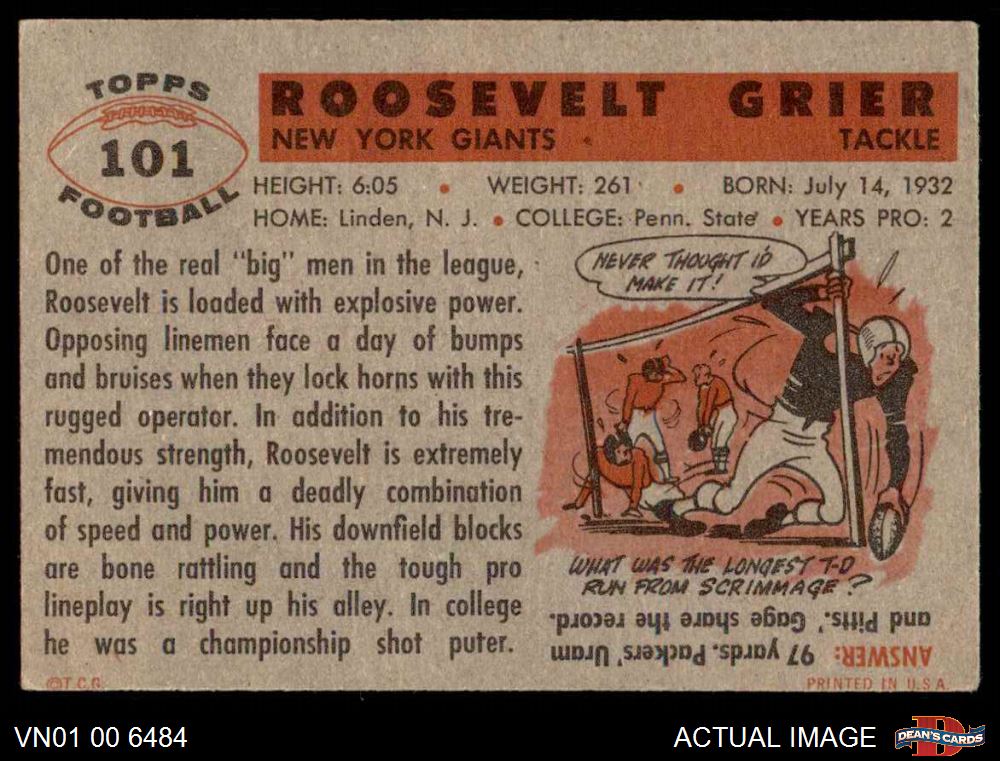 TOPPS
101
FOOTBALL
ROOSEVELT GRIER
NEW YORK GIANTS TACKLE
HEIGHT: 6:05 • WEIGHT: 261 • BORN: July 14, 1932
HOME: Linden, N. J. • COLLEGE: Penn. State • YEARS PRO: 2
One of the real "big" men in the league,
Roosevelt is loaded with explosive power.
Opposing linemen face a day of bumps
and bruises when they lock horns with this
rugged operator. In addition to his tre-
mendous strength, Roosevelt is extremely
fast, giving him a deadly combination
of speed and power. His downfield blocks
are bone rattling and the tough pro
lineplay is right up his alley. In college
he was a championship shot puter.
NEVER THOUGHT I'D
MAKE IT!
WHAT WAS THE LONGEST T-D
RUN FROM SCRIMMAGE?
ANSWER: 97 yards. Packers' Uram
and Pitts.' Gage share the record.
©T.C.G.
PRINTED IN U.S.A.
VN01 00 6484
ACTUAL IMAGE
D
DEAN'S CARDS